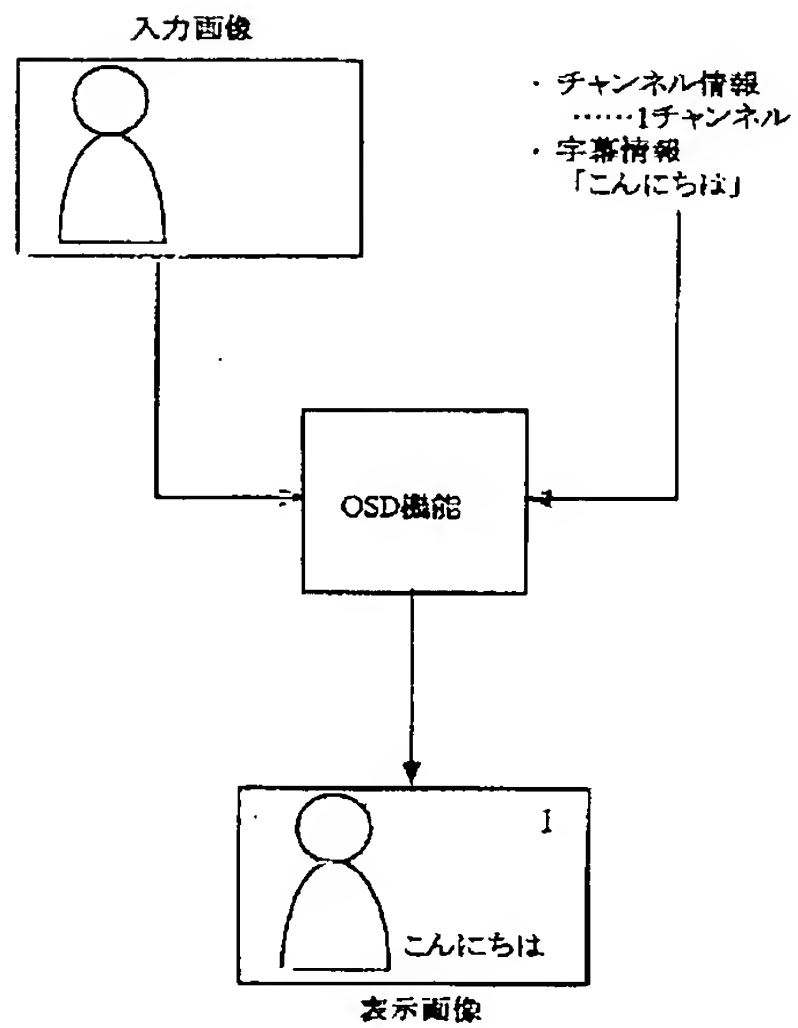 入力画像
・チャンネル情報
……1チャンネル
・字幕情報
「こんにちは」
OSD機能
1
こんにちは
表示画像